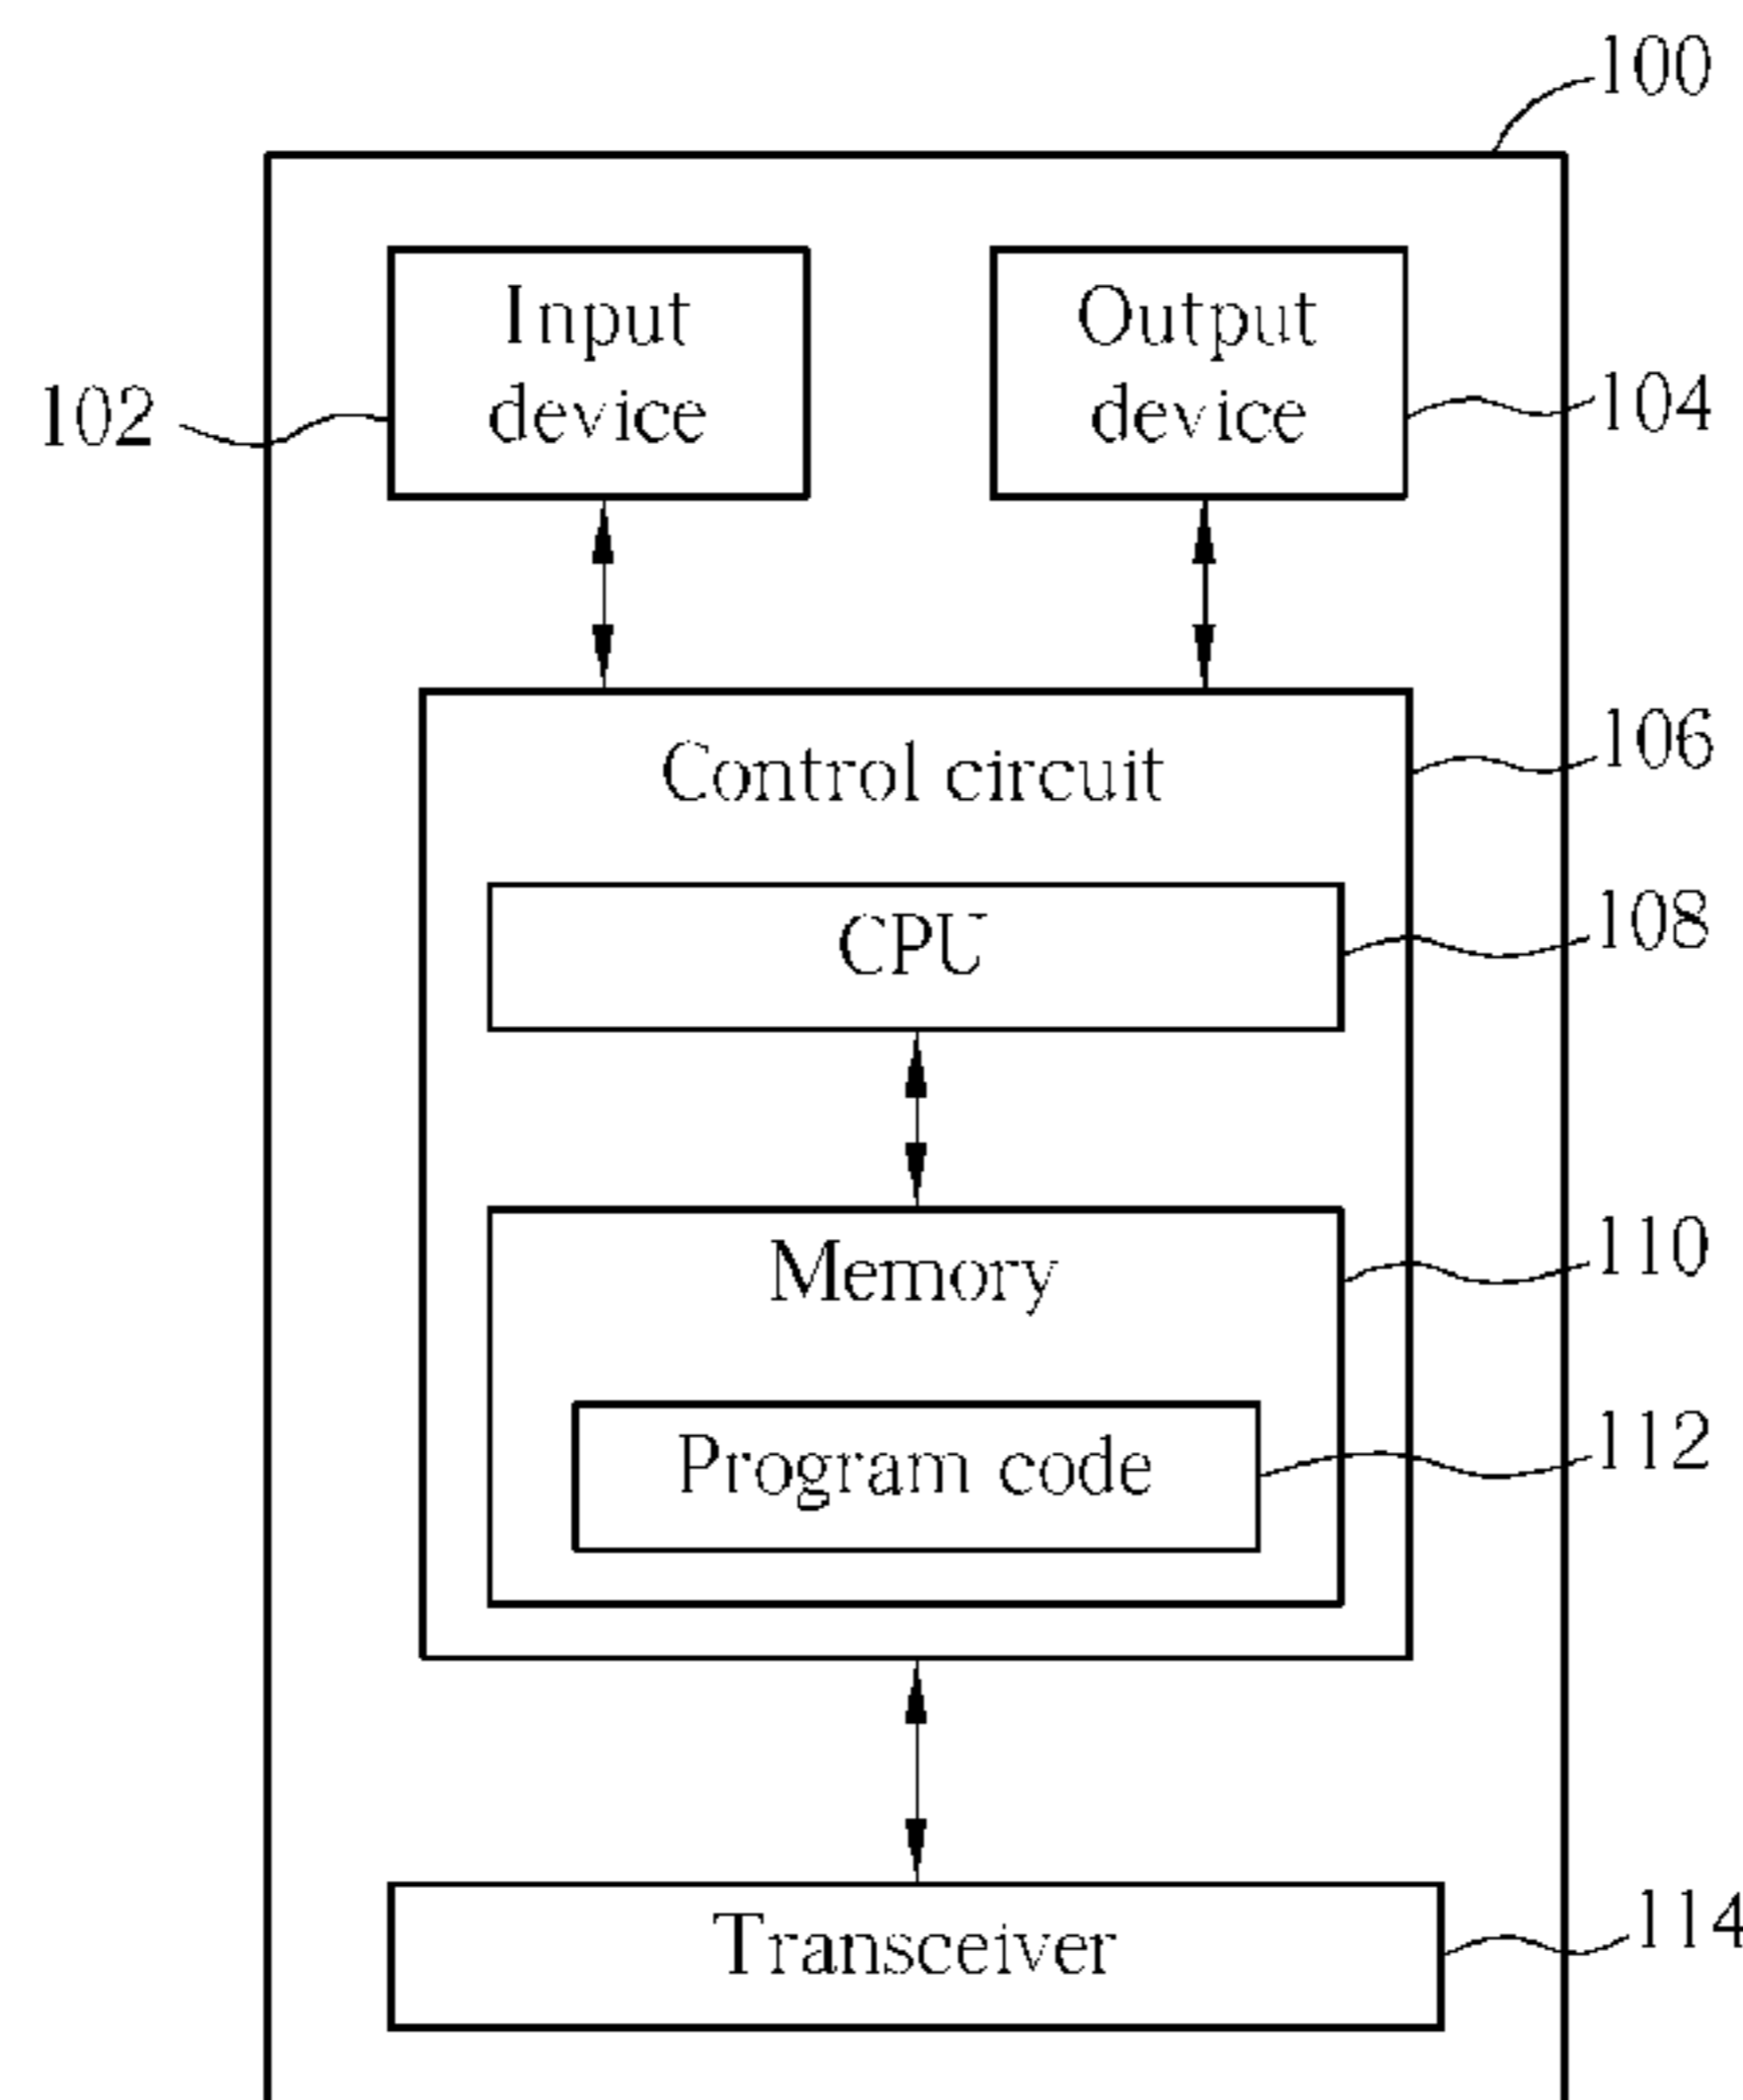 100
Input
device
Output
device
102
104
Control circuit
106
CPU
108
Memory
110
Program code
112
Transceiver
114